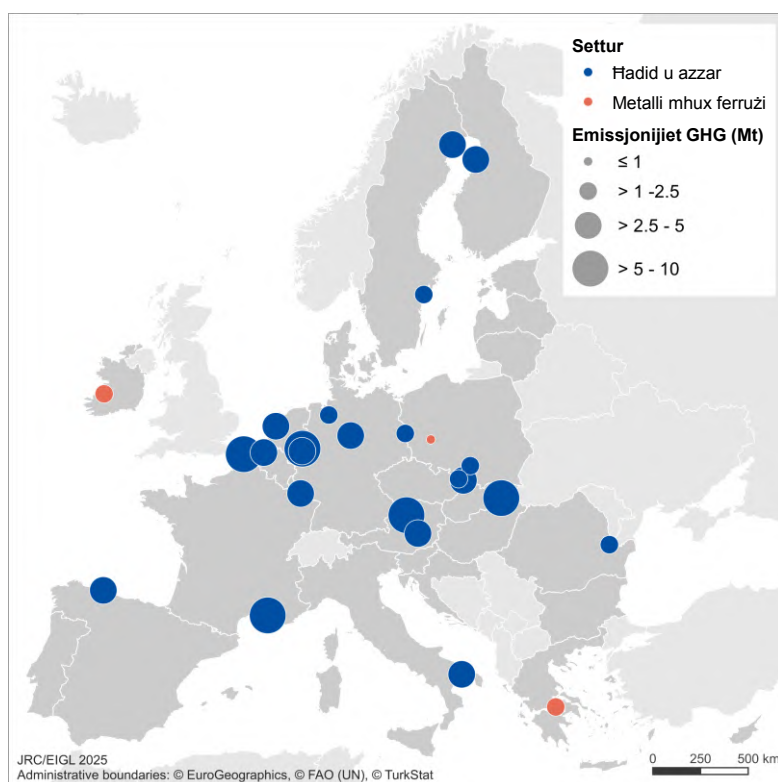 Settur
Ħadid u azzar
Metalli mhux ferrużi
Emissjonijiet GHG (Mt)
≤ 1
> 1 -2.5
> 2.5 - 5
> 5 - 10
JRC/EIGL 2025
Administrative boundaries: © EuroGeographics, © FAO (UN), © TurkStat
0 250 500 km